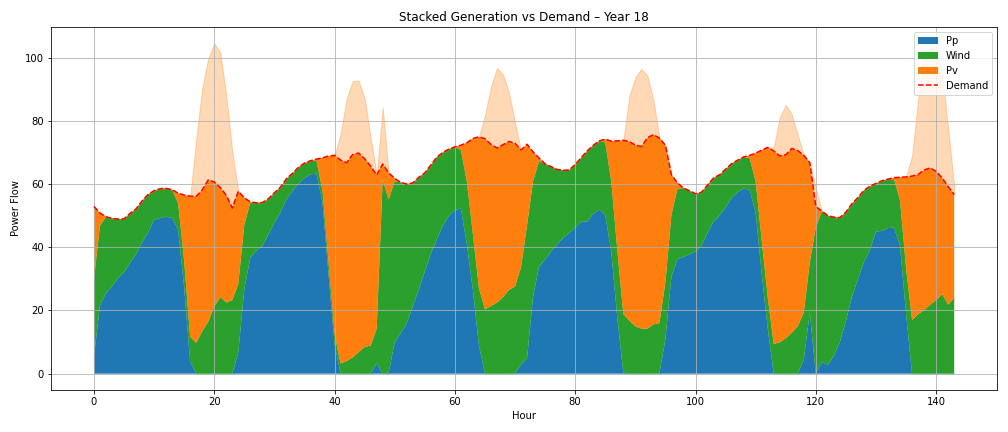 Stacked Generation vs Demand – Year 18
Pp
Wind
Pv
Demand
Power Flow
100
80
60
40
20
0
0 20 40 60 80 100 120 140
Hour